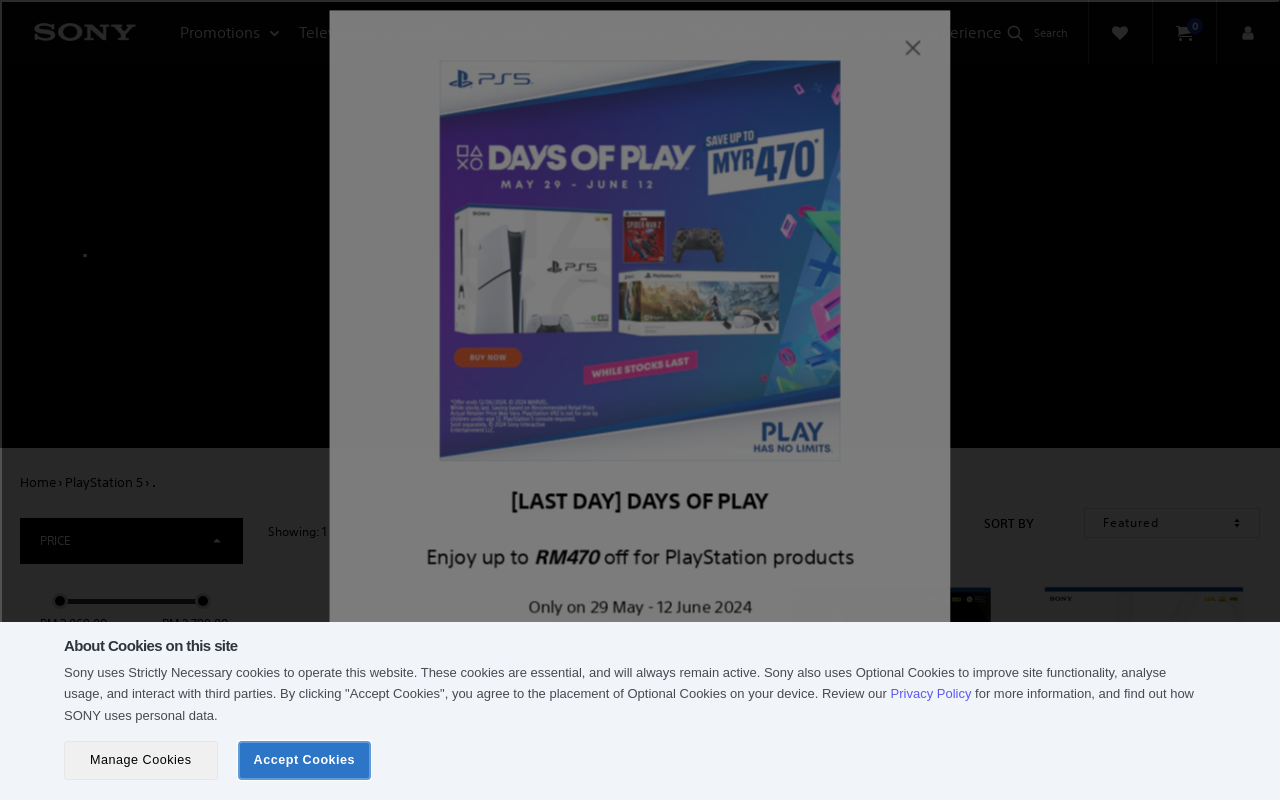 SONY
Promotions
erience
Search
0
PS5
SAVE UP TO
MYR470*
DAYS OF PLAY
MAY 29 - JUNE 12
BUY NOW
WHILE STOCKS LAST
PLAY
HAS NO LIMITS.
Home › PlayStation 5 › .
[LAST DAY] DAYS OF PLAY
SORT BY
Featured
PRICE
Showing: 1
Enjoy up to RM470 off for PlayStation products
Only on 29 May - 12 June 2024
SONY
About Cookies on this site
Sony uses Strictly Necessary cookies to operate this website. These cookies are essential, and will always remain active. Sony also uses Optional Cookies to improve site functionality, analyse
usage, and interact with third parties. By clicking "Accept Cookies", you agree to the placement of Optional Cookies on your device. Review our Privacy Policy for more information, and find out how
SONY uses personal data.
Manage Cookies
Accept Cookies